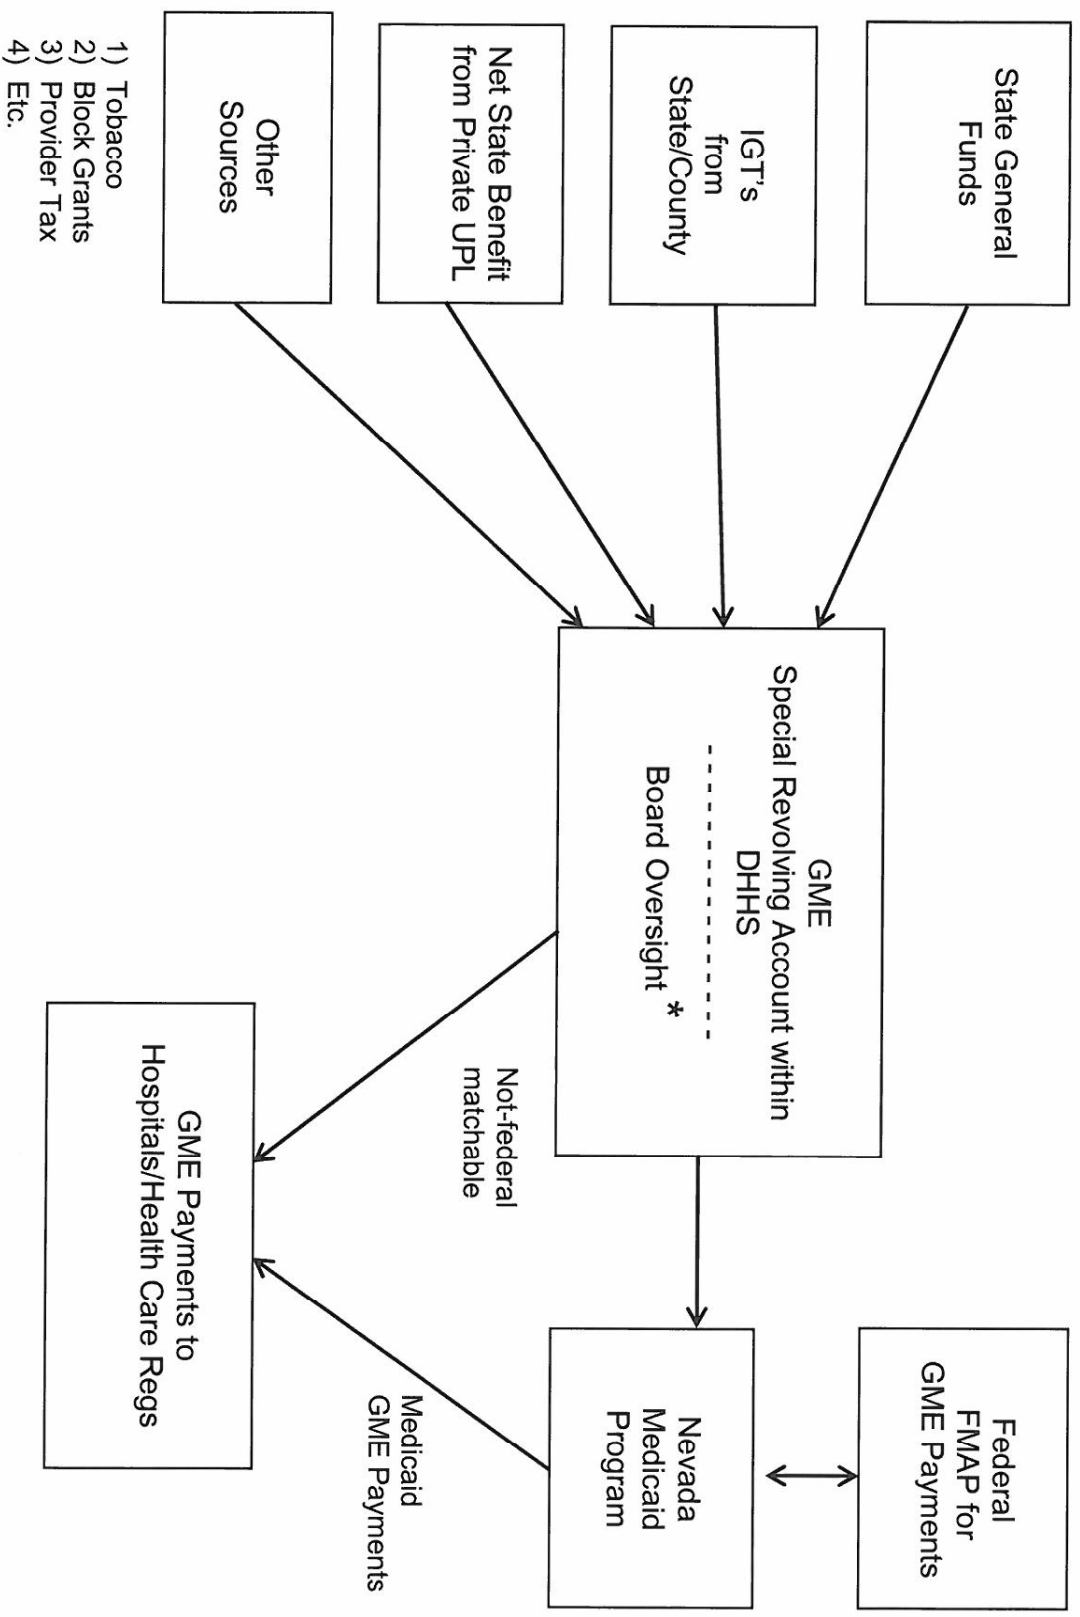 State General
Funds
IGT's
from
State/County
Net State Benefit
from Private UPL
Other
Sources
1) Tobacco
2) Block Grants
3) Provider Tax
4) Etc.
GME
Special Revolving Account within
DHHS
Board Oversight *
Not-federal
matchable
Federal
FMAP for
GME Payments
Nevada
Medicaid
Program
Medicaid
GME Payments
GME Payments to
Hospitals/Health Care Regs